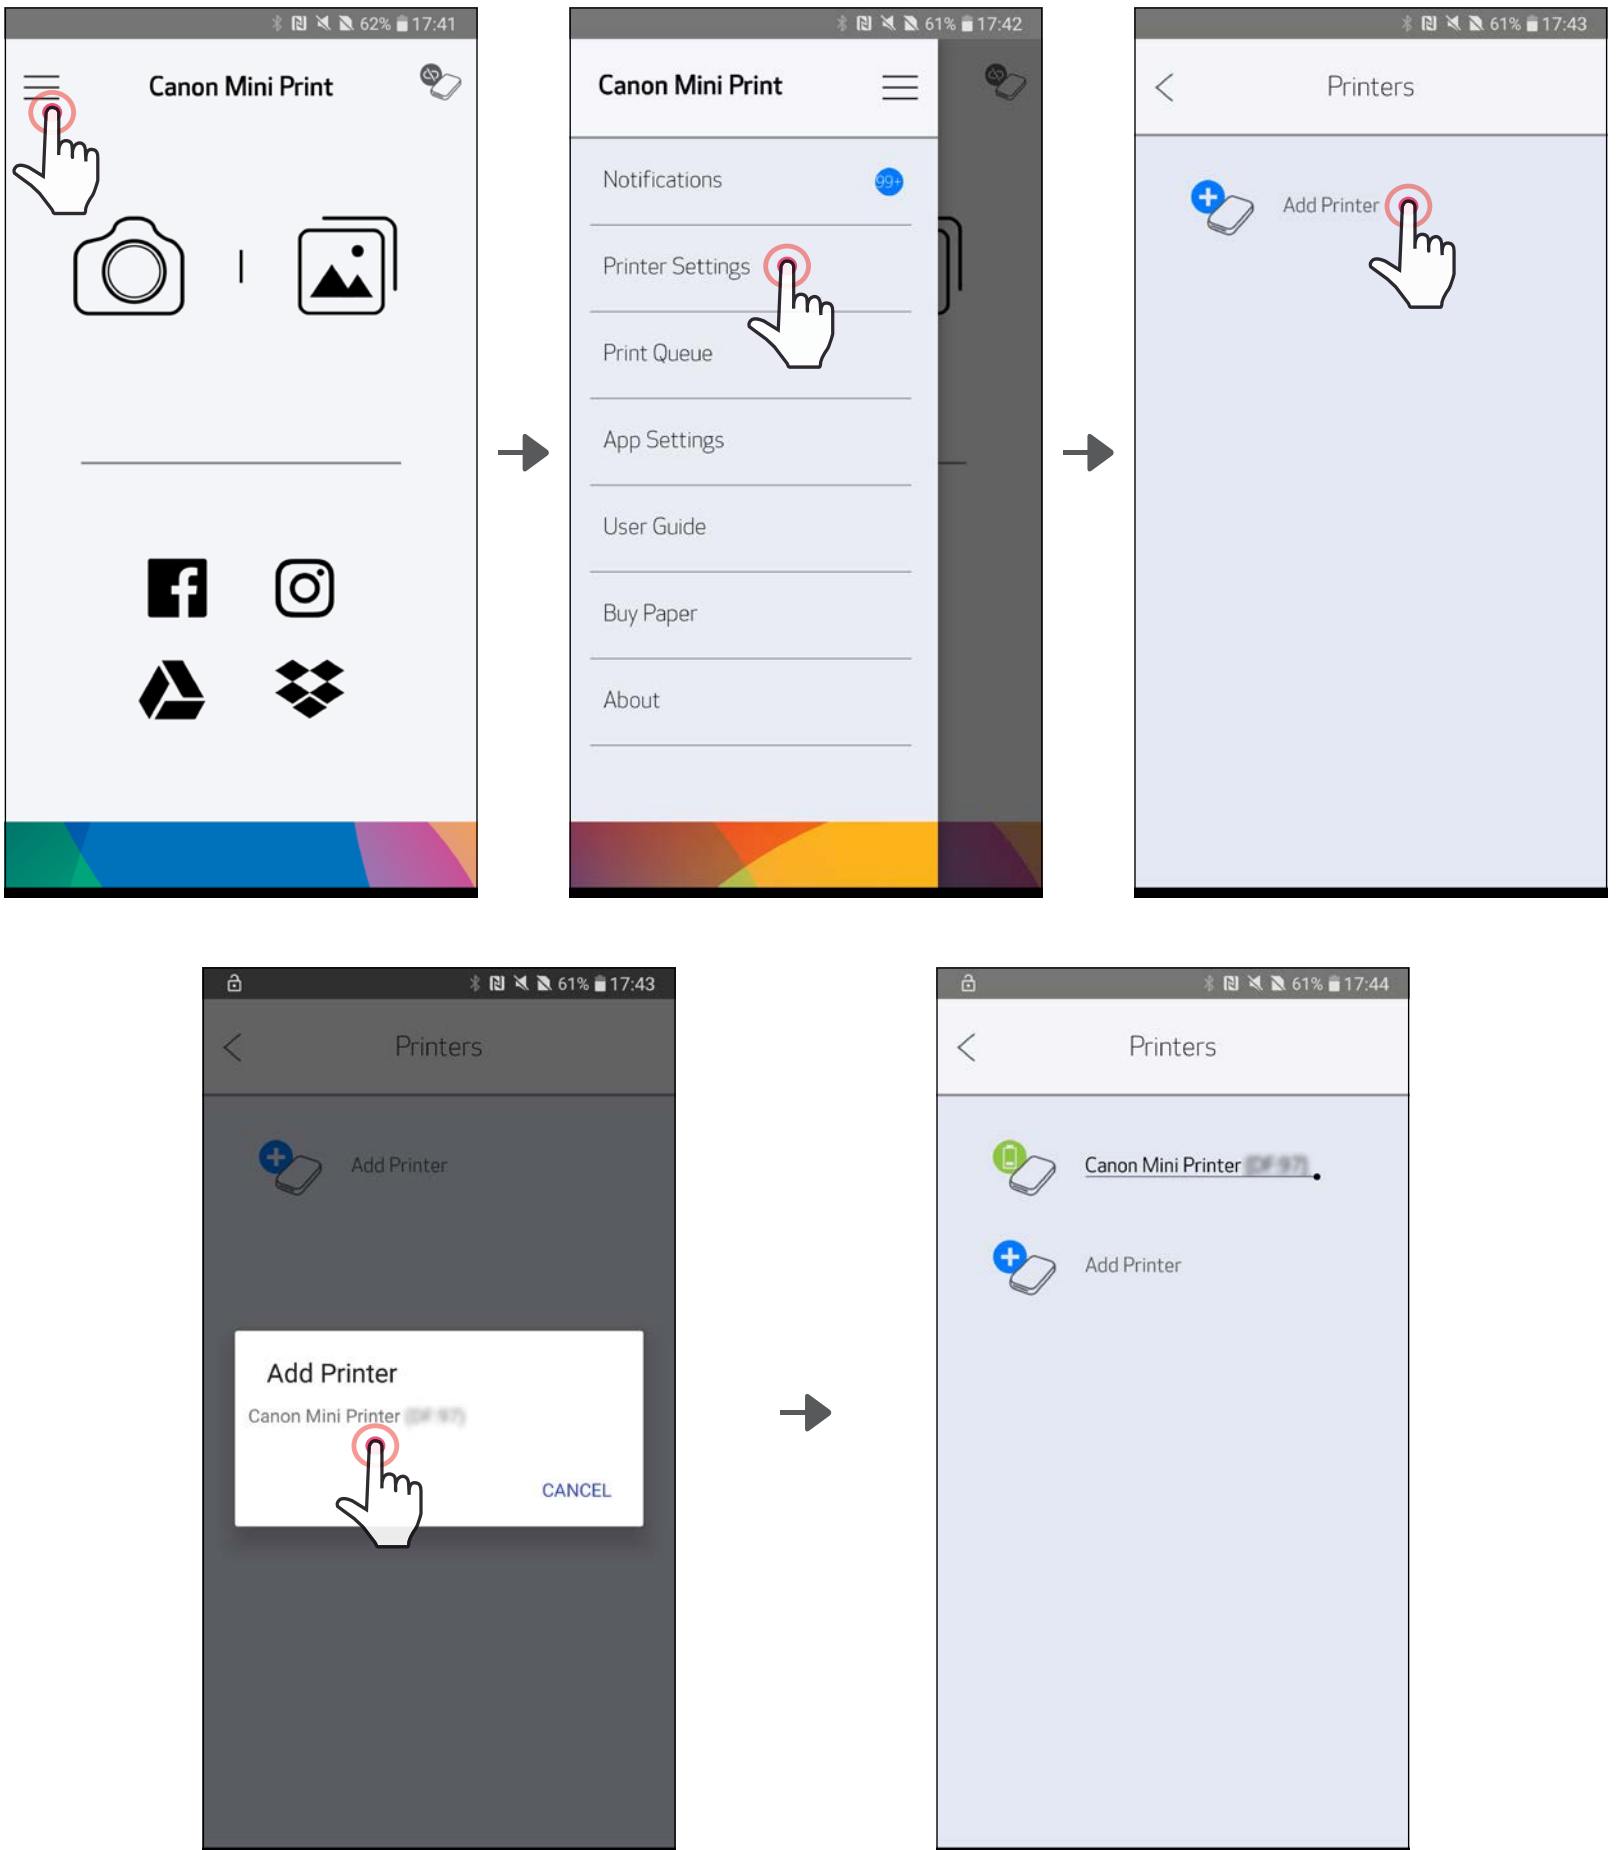 62% 17:41
Canon Mini Print
61% 17:42
Canon Mini Print
Notifications
99+
Printer Settings
Print Queue
App Settings
User Guide
Buy Paper
About
61% 17:43
Printers
Add Printer
61% 17:43
Printers
Add Printer
Add Printer
Canon Mini Printer
CANCEL
61% 17:44
Printers
Canon Mini Printer
Add Printer